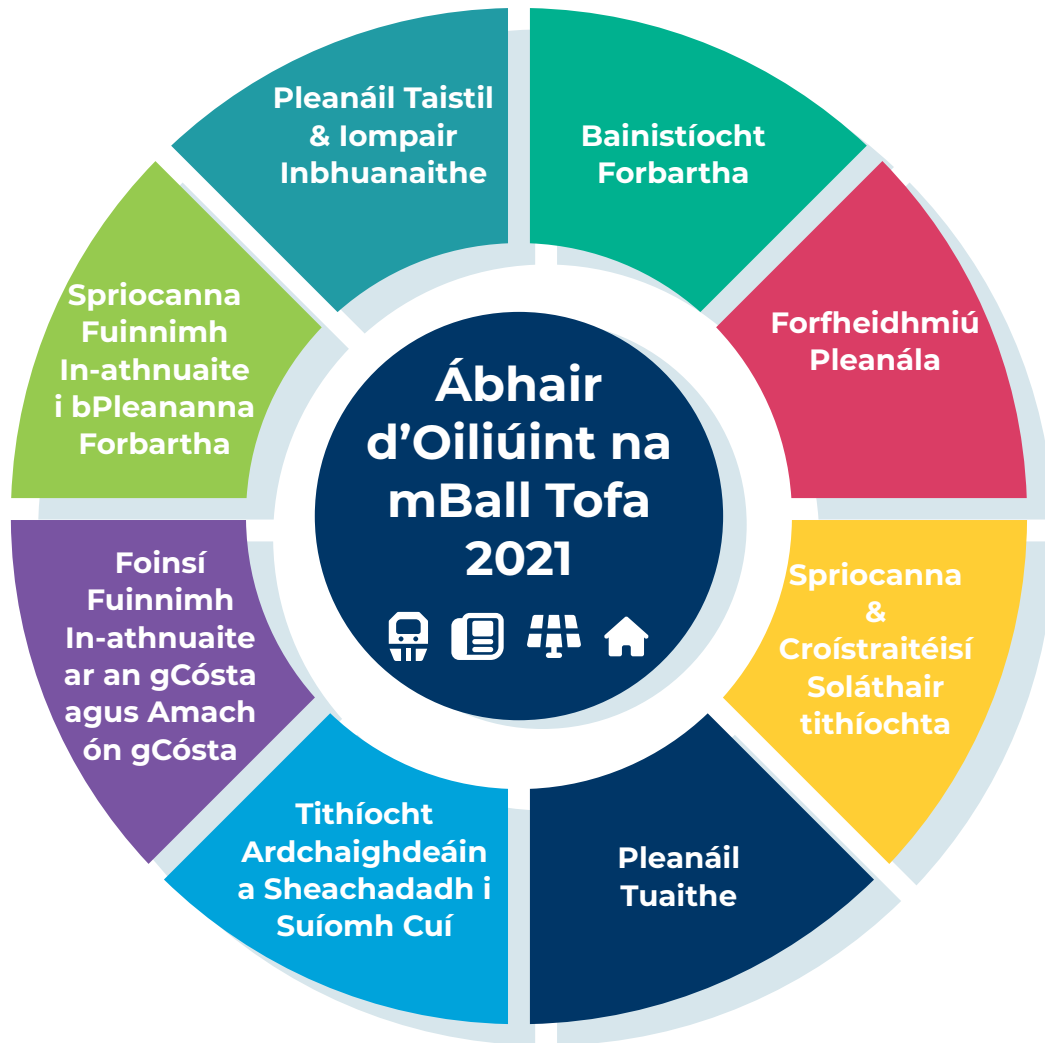 Ábhair
d’Oiliúint na
mBall Tofa
2021
Bainistíocht
Forbartha
Forfheidhmiú
Pleanála
Spriocanna
&
Croístraitéisí
Soláthair
tithíochta
Pleanáil
Tuaithe
Tithíocht
Ardchaighdeáin
a Sheachadadh i
Suíomh Cuí
Foinsí
Fuinnimh
In-athnuaite
ar an gCósta
agus Amach
ón gCósta
Spriocanna
Fuinnimh
In-athnuaite
i bPleananna
Forbartha
Pleanáil Taistil
& Iompair
Inbhuanaithe